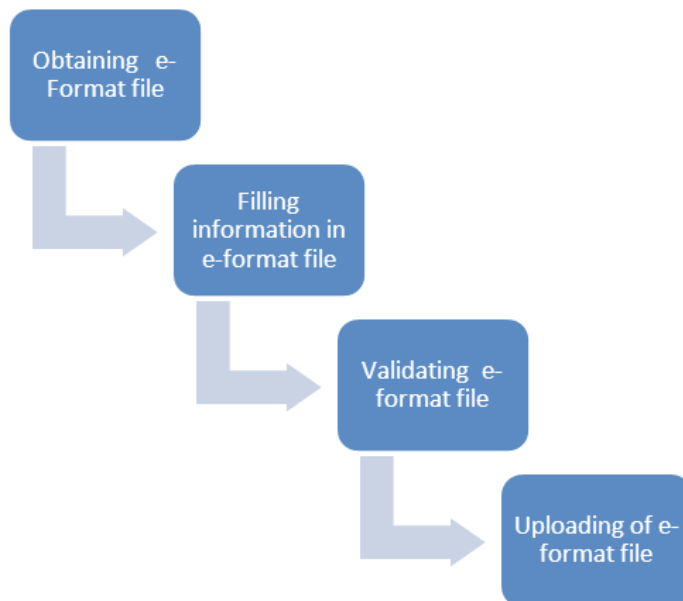 Obtaining e-
Format file
Filling
information in
e-format file
Validating e-
format file
Uploading of e-
format file